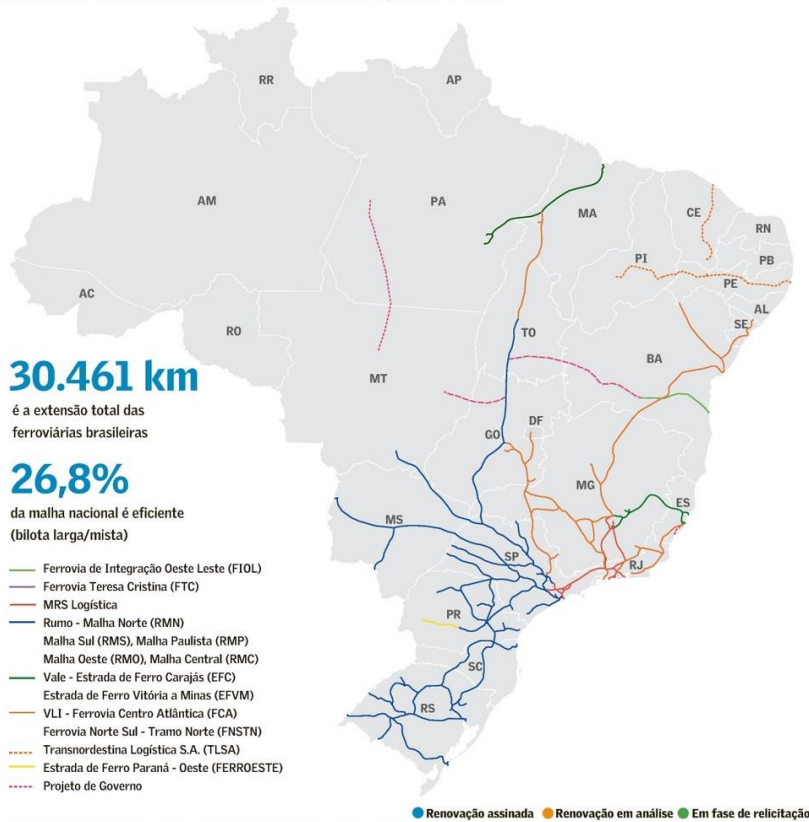 RR
AP
AM
PA
MA
CE
RN
PB
PI
PE
AL
SE
AC
RO
TO
BA
MT
30.461 km
é a extensão total das
ferroviárias brasileiras
DF
GO
26,8%
da malha nacional é eficiente
(bilota larga/mista)
MG
ES
MS
SP
RJ
PR
SC
RS
Ferrovia de Integração Oeste Leste (FIOL)
Ferrovia Teresa Cristina (FTC)
MRS Logística
Rumo - Malha Norte (RMN)
Malha Sul (RMS), Malha Paulista (RMP)
Malha Oeste (RMO), Malha Central (RMC)
Vale - Estrada de Ferro Carajás (EFC)
Estrada de Ferro Vitória a Minas (EFVM)
VLI - Ferrovia Centro Atlântica (FCA)
Ferrovia Norte Sul - Tramo Norte (FNSTN)
Transnordestina Logística S.A. (TLSA)
Estrada de Ferro Paraná - Oeste (FERROESTE)
Projeto de Governo
Renovação assinada Renovação em análise Em fase de relicitação